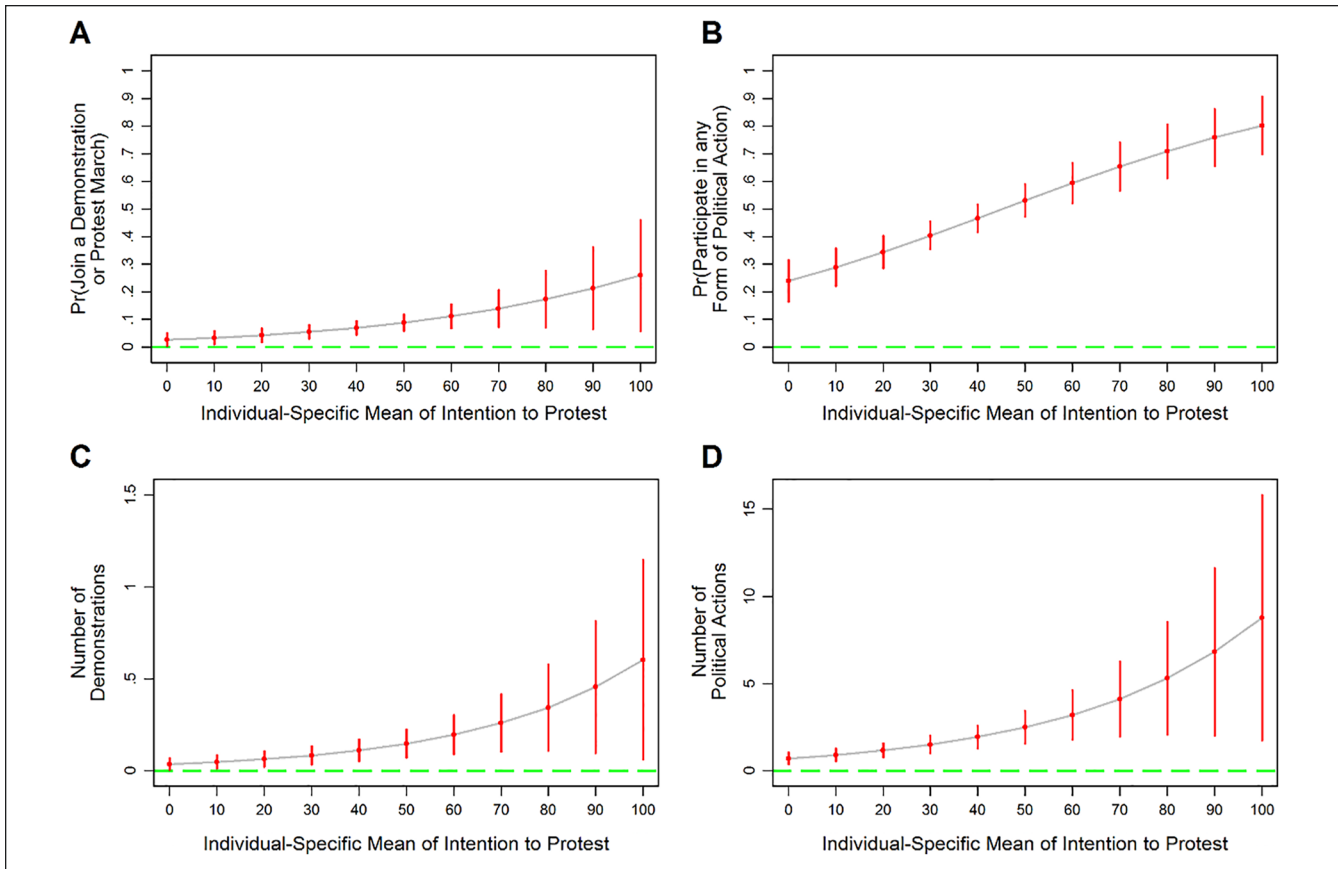 A
Pr(Join a Demonstration
or Protest March)
1
.9
.8
.7
.6
.5
.4
.3
.2
.1
0
0 10 20 30 40 50 60 70 80 90 100
Individual-Specific Mean of Intention to Protest
B
Pr(Participate in any
Form of Political Action)
1
.9
.8
.7
.6
.5
.4
.3
.2
.1
0
0 10 20 30 40 50 60 70 80 90 100
Individual-Specific Mean of Intention to Protest
C
Number of
Demonstrations
1.5
1
.5
0
0 10 20 30 40 50 60 70 80 90 100
Individual-Specific Mean of Intention to Protest
D
Number of
Political Actions
15
10
5
0
0 10 20 30 40 50 60 70 80 90 100
Individual-Specific Mean of Intention to Protest